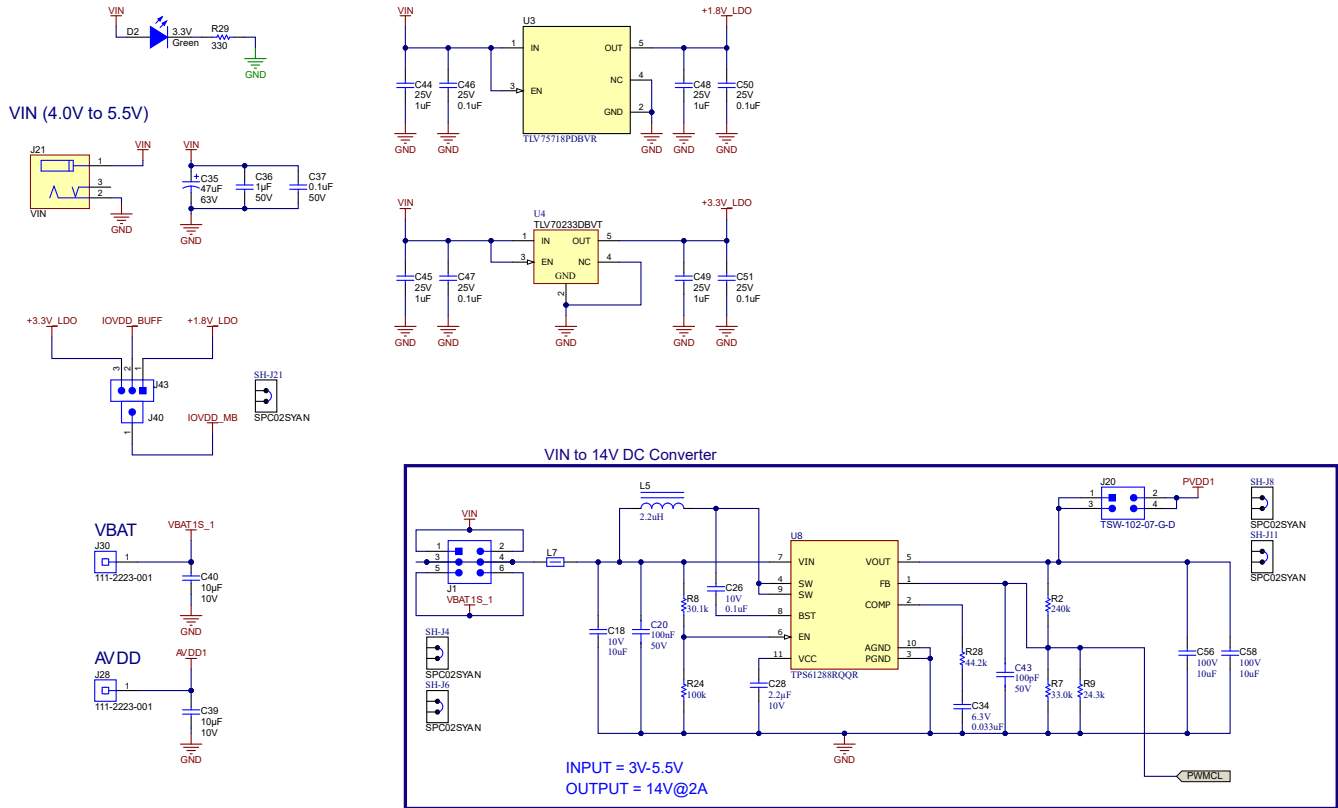 VIN
D2
3.3V
Green
R29
330
GND
VIN (4.0V to 5.5V)
J21
1
3
2
VIN
VIN
GND
VIN
C35
+
47uF
63V
C36
1µF
50V
C37
0.1uF
50V
GND
VIN
C44
25V
1uF
C46
25V
0.1uF
GND
GND
U3
1
IN
3
EN
OUT
5
NC
4
GND
2
TLV75718PDBVR
GND
+1.8V_LDO
C48
25V
1uF
C50
25V
0.1uF
GND
GND
VIN
C45
25V
1uF
C47
25V
0.1uF
GND
GND
U4
TLV70233DBVT
1
IN
OUT
5
3
EN
NC
4
GND
2
GND
+3.3V_LDO
C49
25V
1uF
C51
25V
0.1uF
GND
GND
+3.3V_LDO
IOVDD_BUFF
+1.8V_LDO
3
2
1
J43
J40
1
IOVDD_MB
SH-J21
SPC02SYAN
VBAT
J30
1
111-2223-001
VBAT1S_1
C40
10µF
10V
GND
AVDD
J28
1
111-2223-001
AVDD1
C39
10µF
10V
GND
VIN to 14V DC Converter
VIN
1
2
3
4
5
6
J1
VBAT1S_1
SH-J4
SPC02SYAN
SH-J6
SPC02SYAN
L7
L5
2.2uH
C18
10V
10uF
C20
100nF
50V
R8
30.1k
R24
100k
C26
10V
0.1uF
C28
2.2µF
10V
U8
7
VIN
4
SW
9
SW
8
BST
6
EN
11
VCC
VOUT
5
FB
1
COMP
2
AGND
10
PGND
3
TPS61288RQQR
R28
44.2k
C34
6.3V
0.033uF
C43
100pF
50V
R2
240k
R7
33.0k
R9
24.3k
C56
100V
10uF
C58
100V
10uF
J20
1
2
3
4
TSW-102-07-G-D
PVDD1
SH-J8
SPC02SYAN
SH-J11
SPC02SYAN
GND
PWMCL
INPUT = 3V-5.5V
OUTPUT = 14V@2A